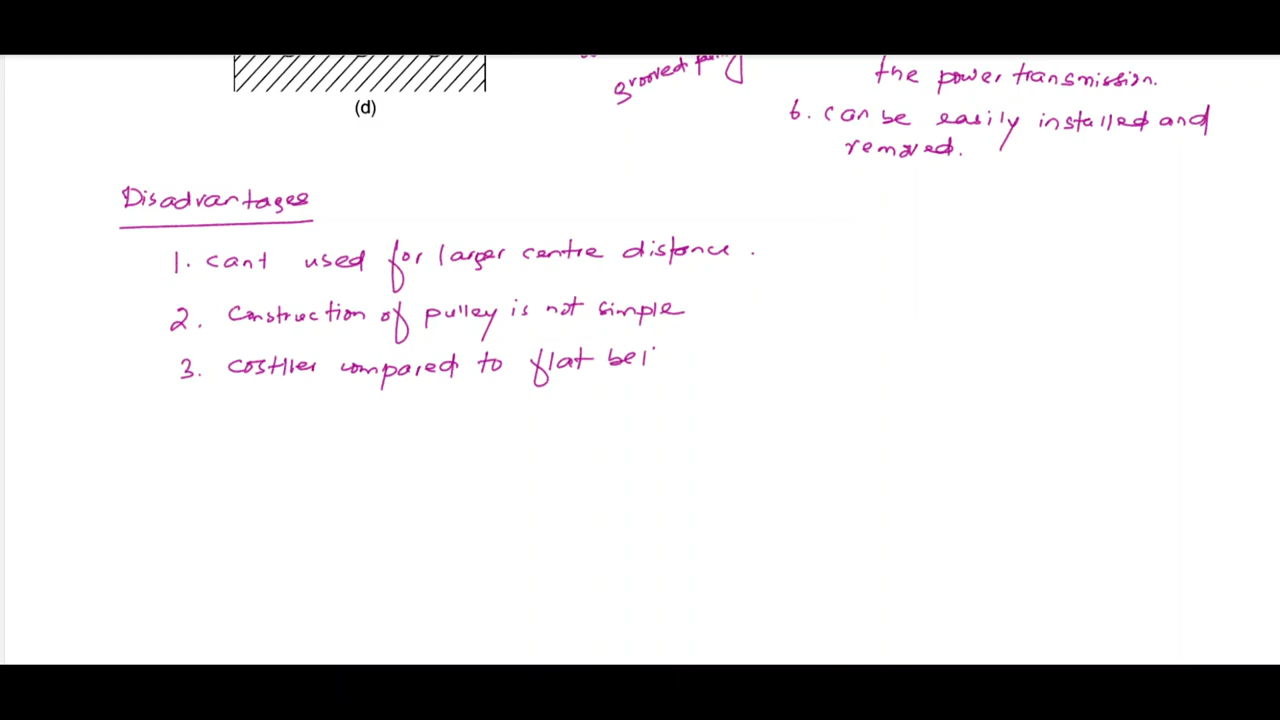 grooved
the power transmission.
(d)
6. can be easily installed and
removed.
Disadvantages
1. cant used for larger centre distance .
2. Construction of pulley is not simple
3. costlier compared to flat bel